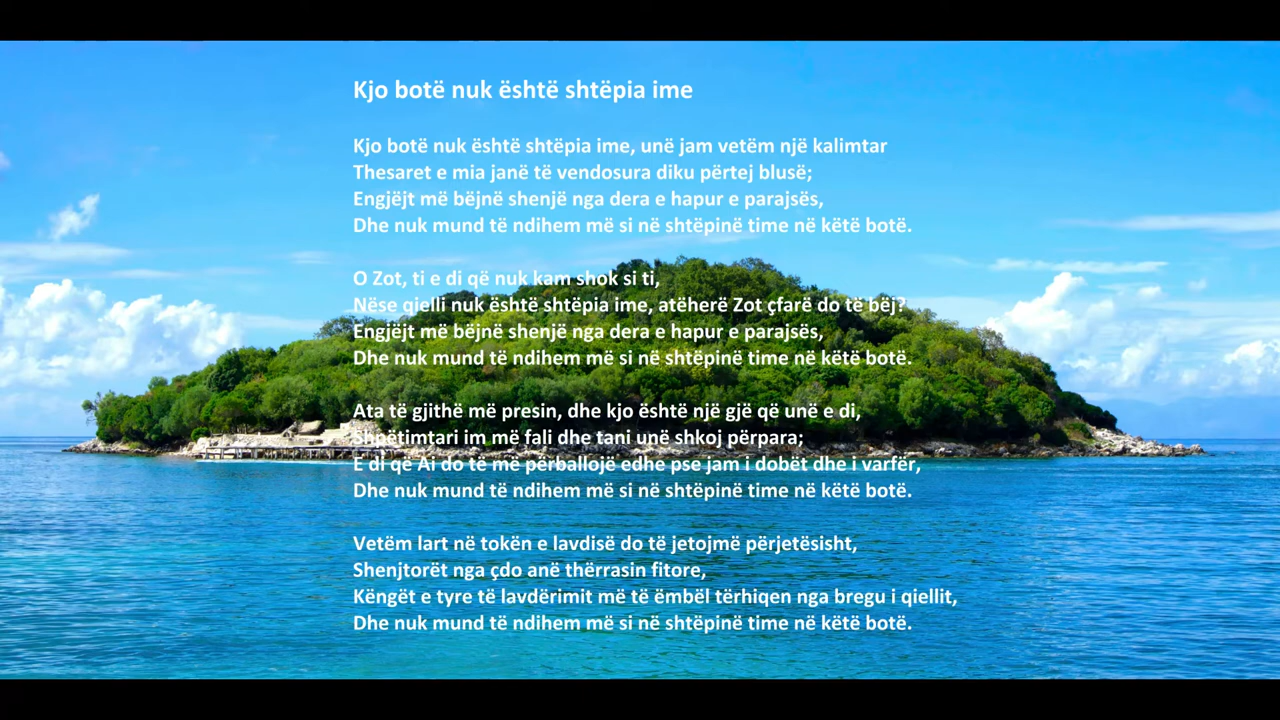 Kjo botë nuk është shtëpia ime
Kjo botë nuk është shtëpia ime, unë jam vetëm një kalimtar
Thesaret e mia janë të vendosura diku përtej blusë;
Engjëjt më bëjnë shenjë nga dera e hapur e parajsës,
Dhe nuk mund të ndihem më si në shtëpinë time në këtë botë.
O Zot, ti e di që nuk kam shok si ti,
Nëse qielli nuk është shtëpia ime, atëherë Zot çfarë do të bëj?
Engjëjt më bëjnë shenjë nga dera e hapur e parajsës,
Dhe nuk mund të ndihem më si në shtëpinë time në këtë botë.
Ata të gjithë më presin, dhe kjo është një gjë që unë e di,
Shpëtimtari im më fali dhe tani unë shkoj përpara;
E di që Ai do të më përballojë edhe pse jam i dobët dhe i varfër,
Dhe nuk mund të ndihem më si në shtëpinë time në këtë botë.
Vetëm lart në tokën e lavdisë do të jetojmë përjetësisht,
Shenjtorët nga çdo anë thërrasin fitore,
Këngët e tyre të lavdërimit më të ëmbël tërhiqen nga bregu i qiellit,
Dhe nuk mund të ndihem më si në shtëpinë time në këtë botë.